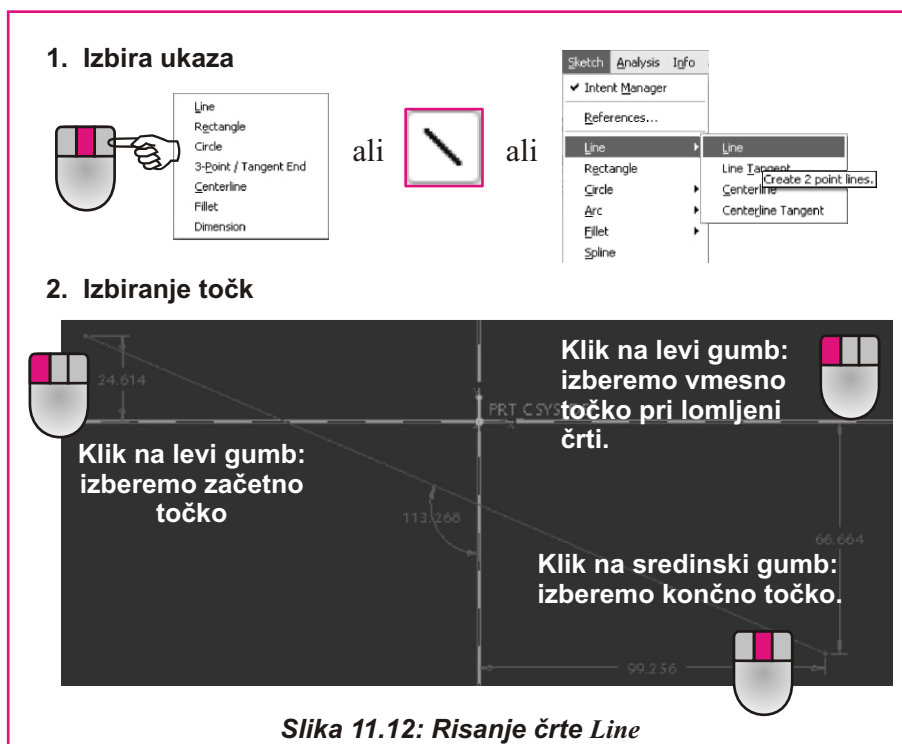 1. Izbira ukaza
Line
Rectangle
Circle
3-Point / Tangent End
Centerline
Fillet
Dimension
ali
ali
Sketch Analysis Info
Intent Manager
References...
Line
Rectangle
Circle
Arc
Fillet
Spline
Line
Line Tangent
Create 2 point lines.
Centerline
Centerline Tangent
2. Izbiranje točk
24.614
Klik na levi gumb:
izberemo začetno
točko
PRT CSYS
Klik na levi gumb:
izberemo vmesno
točko pri lomljeni
črti.
113.268
66.664
Klik na sredinski gumb:
izberemo končno točko.
99.256
Slika 11.12: Risanje črte Line